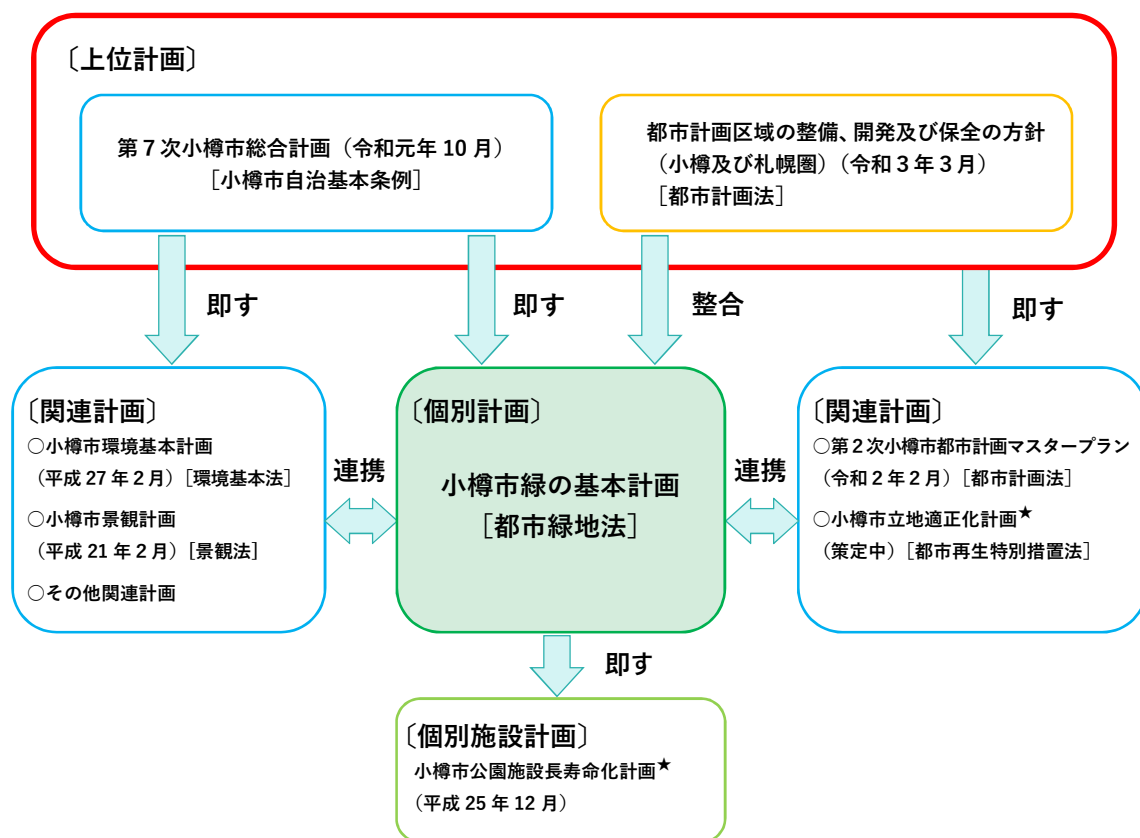 〔上位計画〕
第７次小樽市総合計画（令和元年 10 月）
［小樽市自治基本条例］
都市計画区域の整備、開発及び保全の方針
（小樽及び札幌圏）（令和３年３月）
［都市計画法］
即す
即す
整合
即す
〔関連計画〕
○小樽市環境基本計画
（平成 27 年２月）［環境基本法］
○小樽市景観計画
（平成 21 年２月）［景観法］
○その他関連計画
連携
〔個別計画〕
小樽市緑の基本計画
［都市緑地法］
連携
〔関連計画〕
○第２次小樽市都市計画マスタープラン
（令和２年２月）［都市計画法］
○小樽市立地適正化計画★
（策定中）［都市再生特別措置法］
即す
〔個別施設計画〕
小樽市公園施設長寿命化計画★
（平成 25 年 12 月）